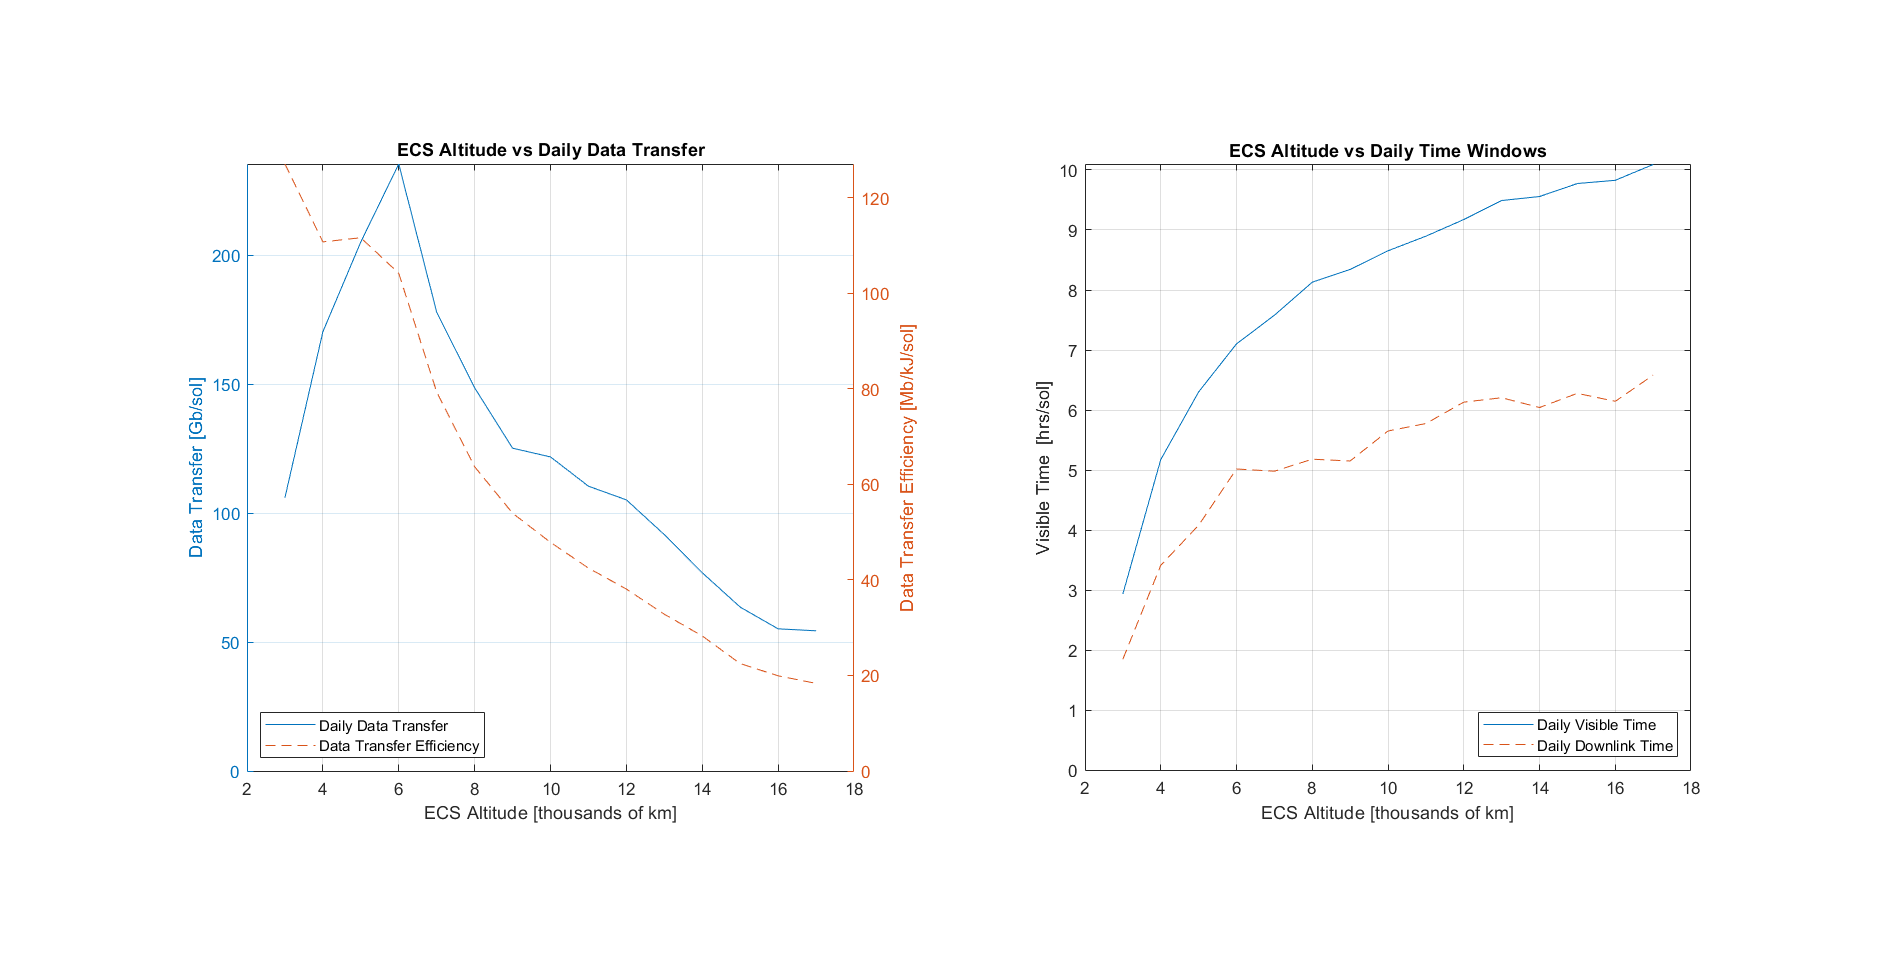 ECS Altitude vs Daily Data Transfer
Data Transfer [Gb/sol]
200
150
100
50
0
120
100
80
60
40
20
0
Data Transfer Efficiency [Mb/kJ/sol]
Daily Data Transfer
Data Transfer Efficiency
2 4 6 8 10 12 14 16 18
ECS Altitude [thousands of km]
ECS Altitude vs Daily Time Windows
Visible Time [hrs/sol]
10
9
8
7
6
5
4
3
2
1
0
Daily Visible Time
Daily Downlink Time
2 4 6 8 10 12 14 16 18
ECS Altitude [thousands of km]